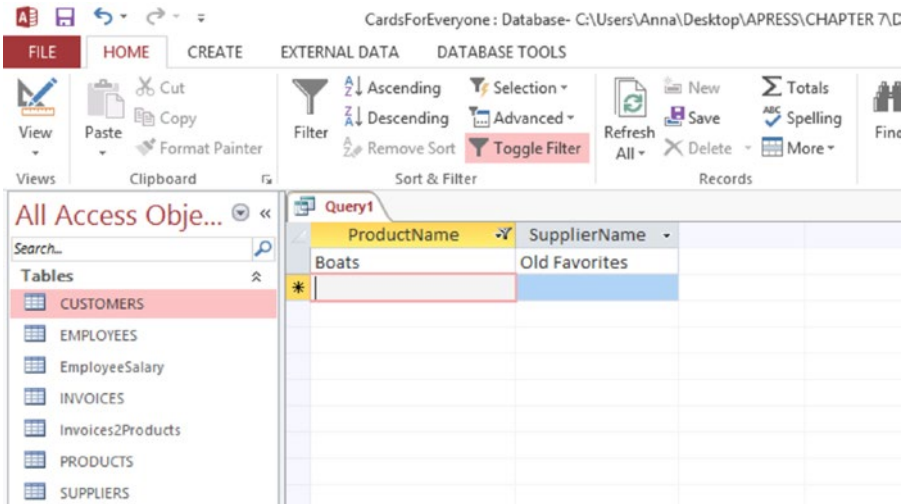 CardsForEveryone : Database- C:\Users\Anna\Desktop\APRESS\CHAPTER 7\D
FILE HOME CREATE EXTERNAL DATA DATABASE TOOLS
View
Views
Paste
Cut
Copy
Format Painter
Clipboard
Filter
Ascending
Descending
Remove Sort
Selection
Advanced
Toggle Filter
Sort & Filter
Refresh
All
New
Save
Delete
Totals
Spelling
More
Records
Find
All Access Obje...
Search...
Tables
CUSTOMERS
EMPLOYEES
EmployeeSalary
INVOICES
Invoices2Products
PRODUCTS
SUPPLIERS
Query1
ProductName SupplierName
Boats Old Favorites